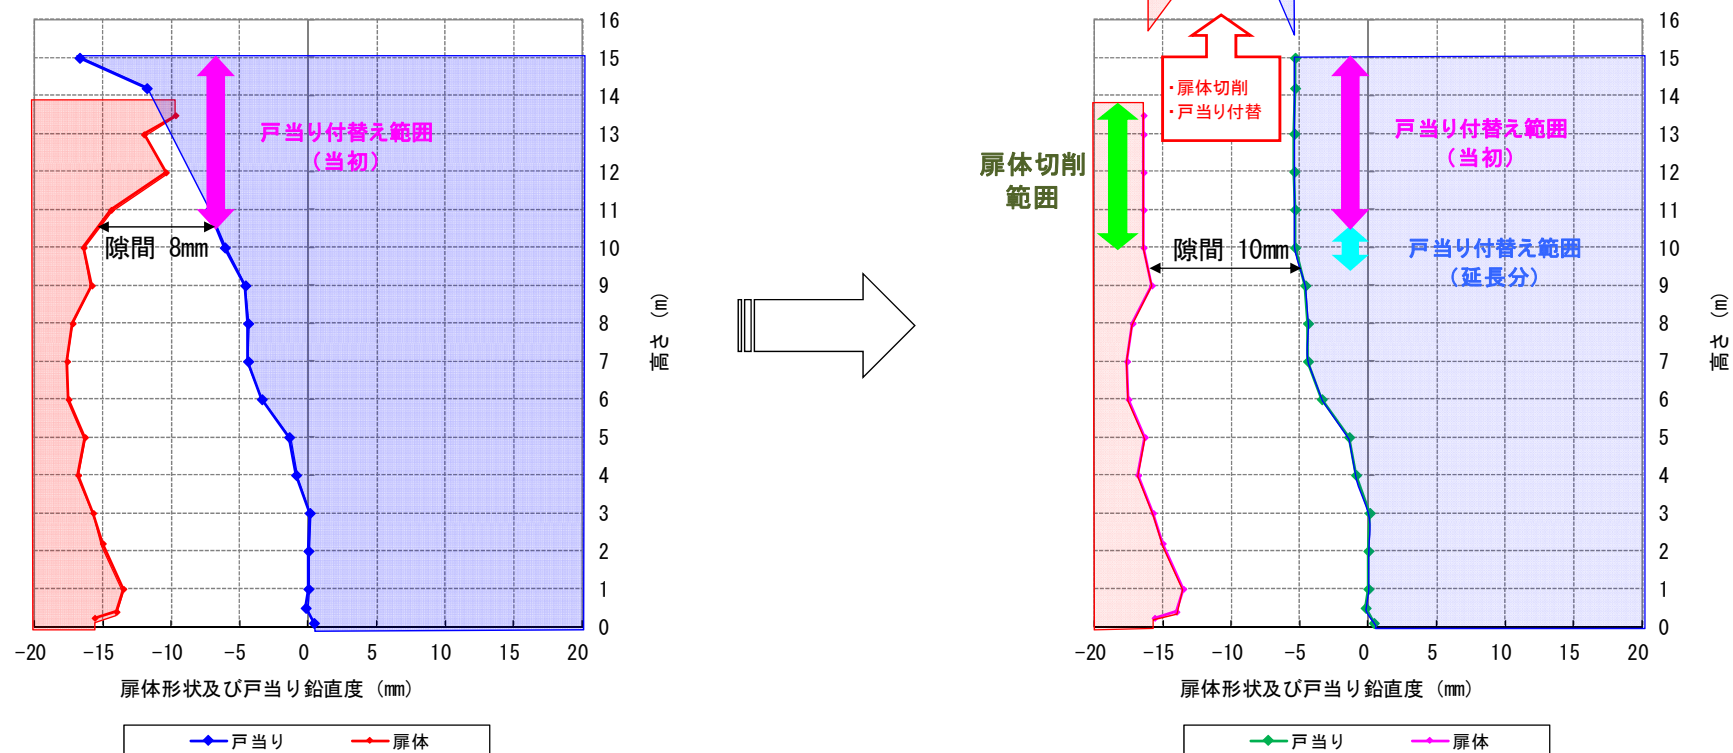 16
15
14
13
12
11
10
9
8
7
6
5
4
3
2
1
0
戸当り付替え範囲
（当初）
隙間 8mm
高さ (m)
-20 -15 -10 -5 0 5 10 15 20
扉体形状及び戸当り鉛直度 (mm)
戸当り 扉体
・扉体切削
・戸当り付替
扉体切削
範囲
戸当り付替え範囲
（当初）
隙間 10mm
戸当り付替え範囲
（延長分）
16
15
14
13
12
11
10
9
8
7
6
5
4
3
2
1
0
高さ (m)
-20 -15 -10 -5 0 5 10 15 20
扉体形状及び戸当り鉛直度 (mm)
戸当り 扉体